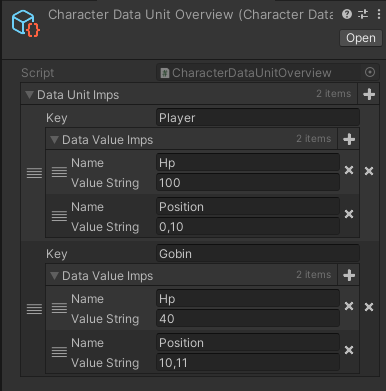 Character Data Unit Overview (Character Data
Open
Script CharacterDataUnitOverview
Data Unit Imps 2 items
Key Player
Data Value Imps 2 items
Name Hp
Value String 100
Name Position
Value String 0,10
Key Gobin
Data Value Imps 2 items
Name Hp
Value String 40
Name Position
Value String 10,11